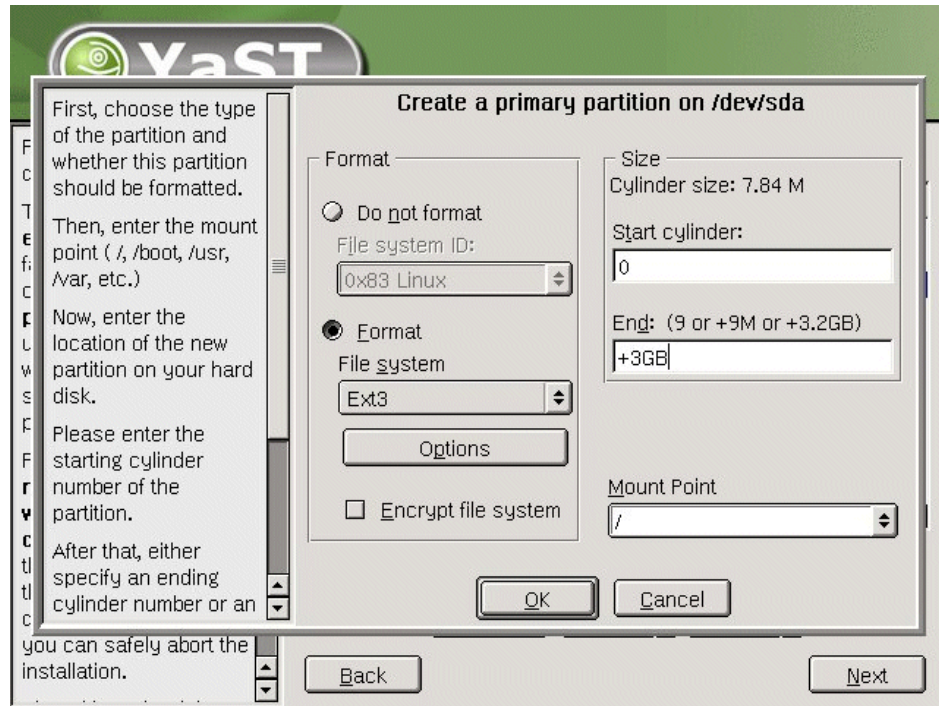 YaST
Create a primary partition on /dev/sda
First, choose the type
of the partition and
whether this partition
should be formatted.
Then, enter the mount
point ( /, /boot, /usr,
/var, etc.)
Now, enter the
location of the new
partition on your hard
disk.
Please enter the
starting cylinder
number of the
partition.
After that, either
specify an ending
cylinder number or an
Format
Do not format
File system ID:
0x83 Linux
Format
File system
Ext3
Options
Encrypt file system
Size
Cylinder size: 7.84 M
Start cylinder:
0
End: (9 or +9M or +3.2GB)
+3GB
Mount Point
/
OK
Cancel
you can safely abort the
installation.
Back
Next